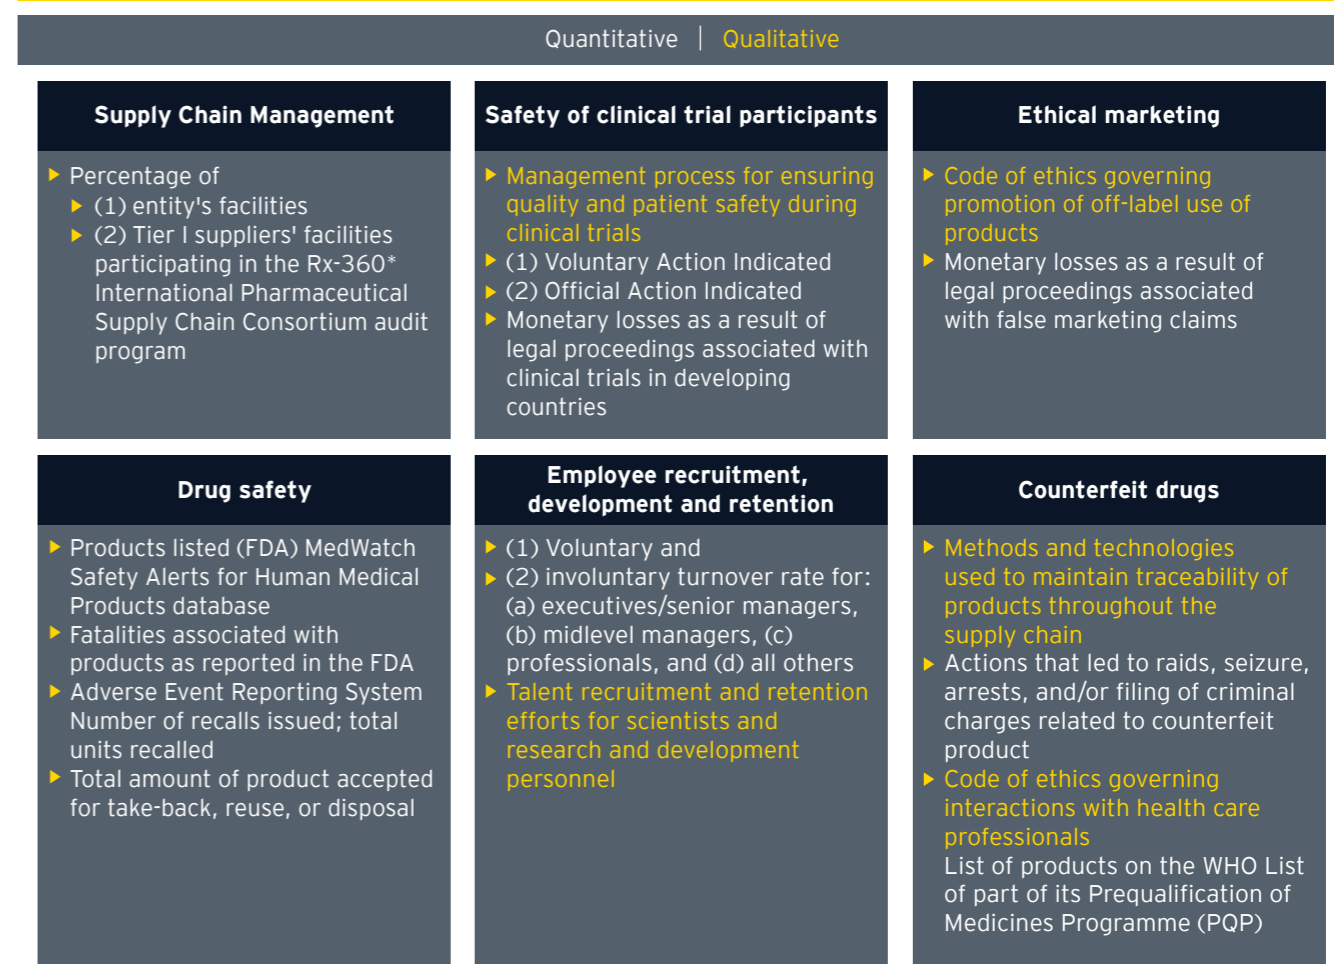 Quantitative | Qualitative
Supply Chain Management
Percentage of
(1) entity's facilities
(2) Tier I suppliers' facilities
participating in the Rx-360*
International Pharmaceutical
Supply Chain Consortium audit
program
Safety of clinical trial participants
Management process for ensuring
quality and patient safety during
clinical trials
(1) Voluntary Action Indicated
(2) Official Action Indicated
Monetary losses as a result of
legal proceedings associated with
clinical trials in developing
countries
Ethical marketing
Code of ethics governing
promotion of off-label use of
products
Monetary losses as a result of
legal proceedings associated
with false marketing claims
Drug safety
Products listed (FDA) MedWatch
Safety Alerts for Human Medical
Products database
Fatalities associated with
products as reported in the FDA
Adverse Event Reporting System
Number of recalls issued; total
units recalled
Total amount of product accepted
for take-back, reuse, or disposal
Employee recruitment,
development and retention
(1) Voluntary and
(2) involuntary turnover rate for:
(a) executives/senior managers,
(b) midlevel managers, (c)
professionals, and (d) all others
Talent recruitment and retention
efforts for scientists and
research and development
personnel
Counterfeit drugs
Methods and technologies
used to maintain traceability of
products throughout the
supply chain
Actions that led to raids, seizure,
arrests, and/or filing of criminal
charges related to counterfeit
product
Code of ethics governing
interactions with health care
professionals
List of products on the WHO List
of part of its Prequalification of
Medicines Programme (PQP)